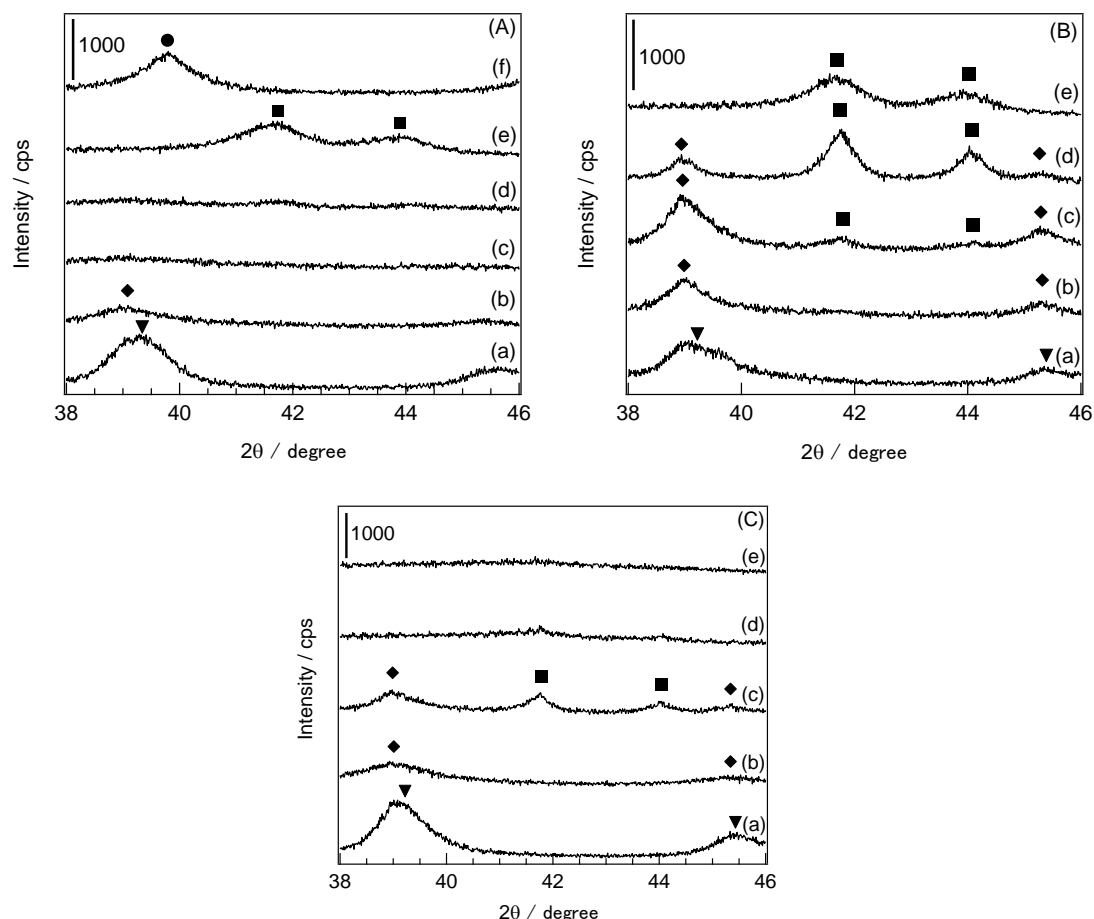 (A)
1000
(f)
(e)
(d)
(c)
(b)
(a)
38 40 42 44 46
2θ / degree
Intensity / cps
(B)
1000
(e)
(d)
(c)
(b)
(a)
38 40 42 44 46
2θ / degree
Intensity / cps
(C)
1000
(e)
(d)
(c)
(b)
(a)
38 40 42 44 46
2θ / degree
Intensity / cps